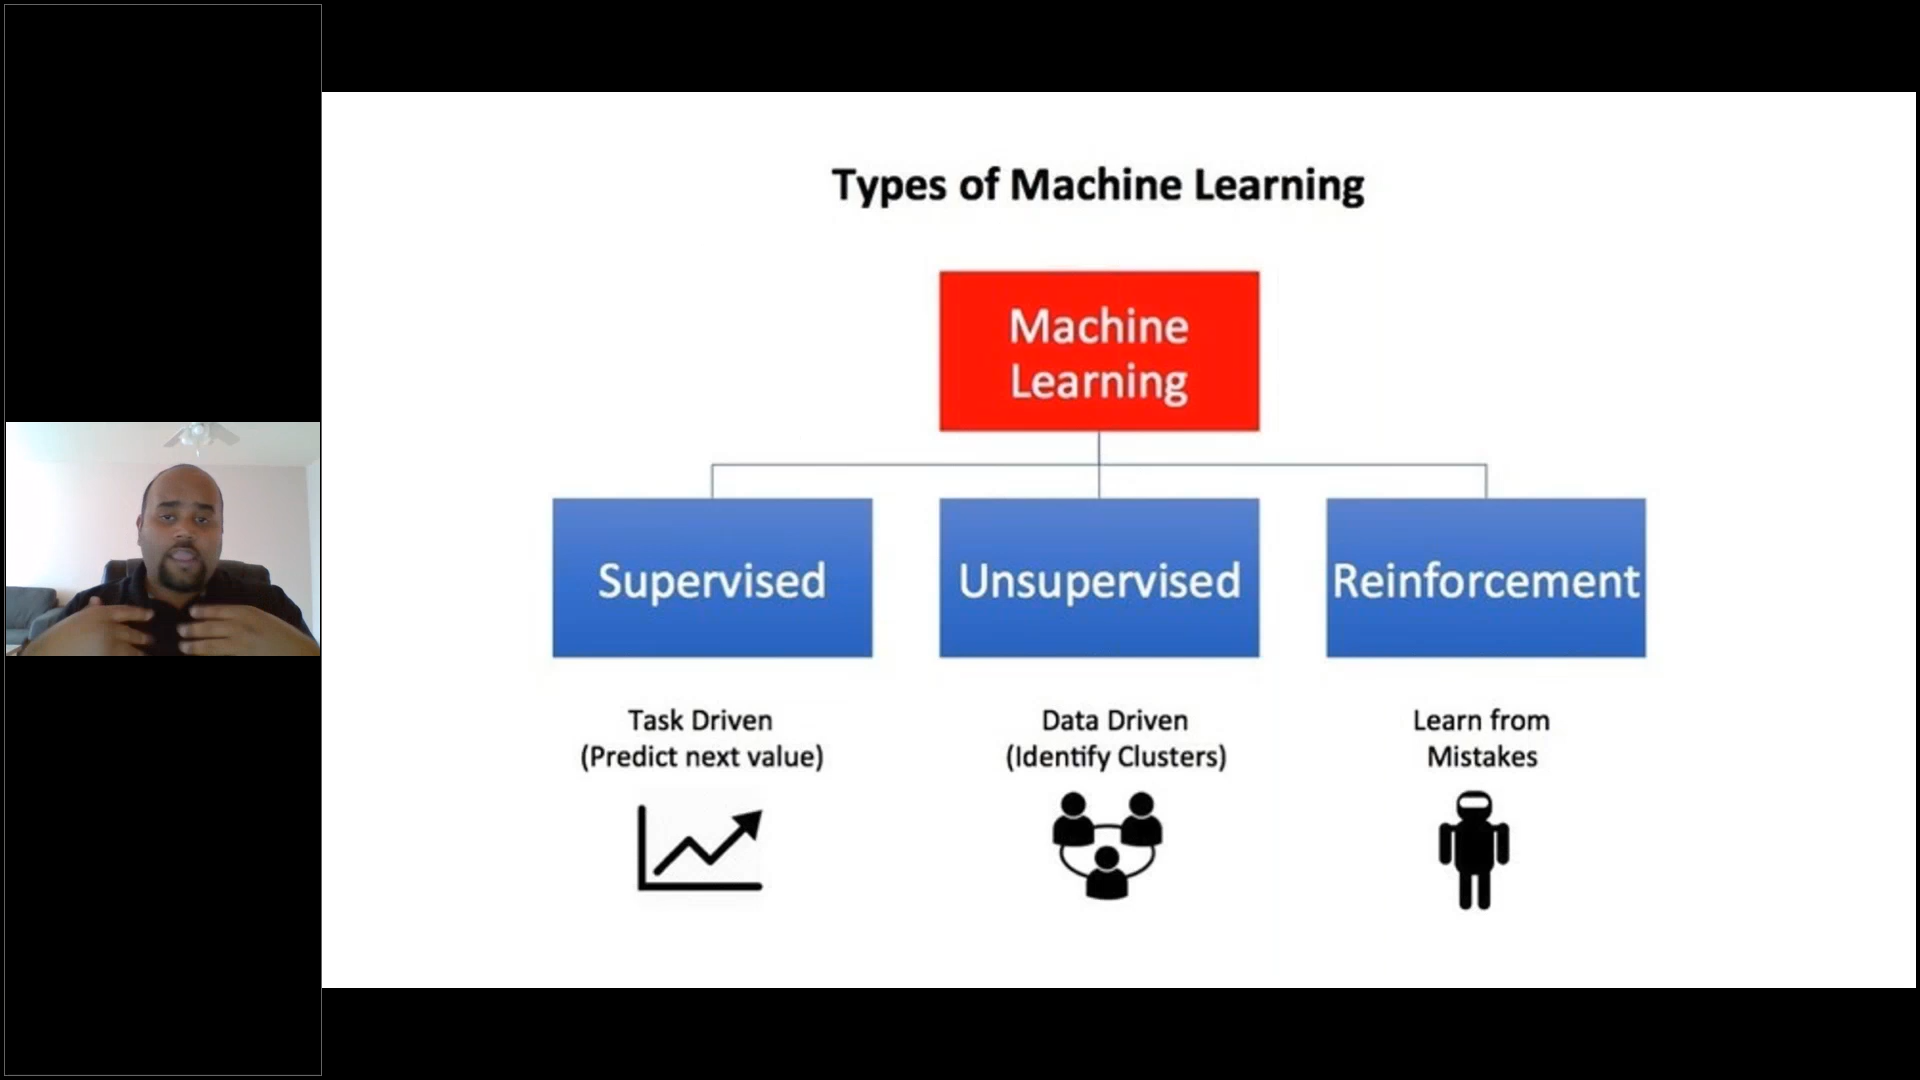 Types of Machine Learning
Machine
Learning
Supervised
Unsupervised
Reinforcement
Task Driven
(Predict next value)
Data Driven
(Identify Clusters)
Learn from
Mistakes